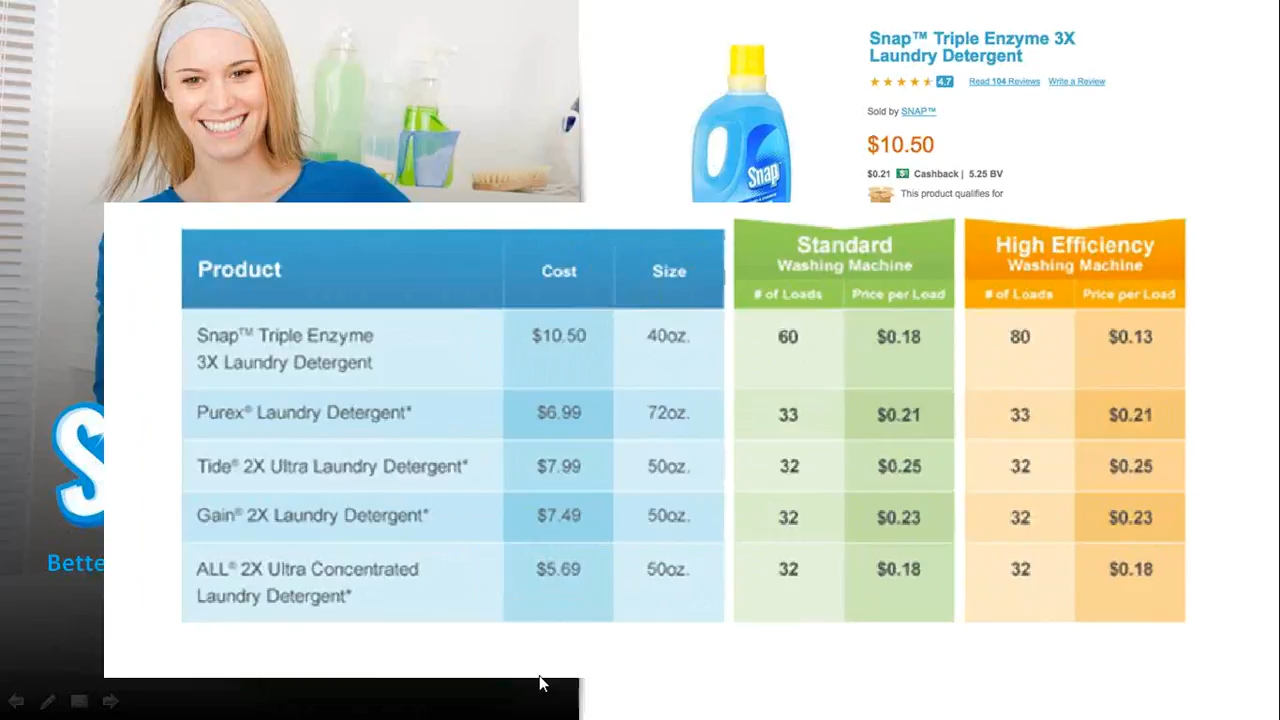 Snap™ Triple Enzyme 3X
Laundry Detergent
4.7 Read 104 Reviews Write a Review
Sold by SNAP™
$10.50
$0.21 Cashback | 5.25 BV
This product qualifies for
Snap
Product Cost Size
Standard
Washing Machine
# of Loads Price per Load
High Efficiency
Washing Machine
# of Loads Price per Load
Snap™ Triple Enzyme $10.50 40oz. 60 $0.18 80 $0.13
3X Laundry Detergent
Purex® Laundry Detergent* $6.99 72oz. 33 $0.21 33 $0.21
Tide® 2X Ultra Laundry Detergent* $7.99 50oz. 32 $0.25 32 $0.25
Gain® 2X Laundry Detergent* $7.49 50oz. 32 $0.23 32 $0.23
ALL® 2X Ultra Concentrated $5.69 50oz. 32 $0.18 32 $0.18
Laundry Detergent*
S
Bette